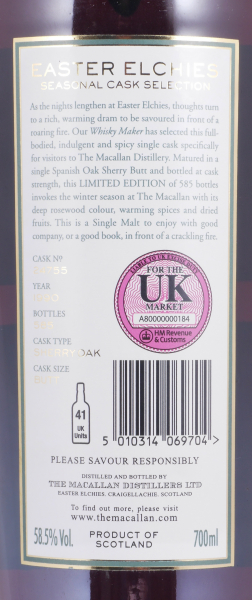 EASTER ELCHIES
SEASONAL CASK SELECTION
As the nights lengthen at Easter Elchies, thoughts turn
to a rich, warming dram to be savoured in front of a
roaring fire. Our Whisky Maker has selected this full-
bodied, indulgent and spicy single cask specifically
for visitors to The Macallan Distillery. Matured in a
single Spanish Oak Sherry Butt and bottled at cask
strength, this LIMITED EDITION of 585 bottles
invokes the winter season at The Macallan with its
deep rosewood colour, warming spices and dried
fruits. This is a Single Malt to enjoy with good
company, or a good book, in front of a crackling fire.
CASK Nº
YEAR
BOTTLES
CASK TYPE
SHERRY OAK
CASK SIZE
LIABLE TO UK REVENUE DUTY
FOR THE
UK
MARKET
A80000000184
HM Revenue
& Customs
41
UK
Units
5 010314 069704 >
PLEASE SAVOUR RESPONSIBLY
DISTILLED AND BOTTLED BY
THE MACALLAN DISTILLERS LTD
EASTER ELCHIES, CRAIGELLACHIE, SCOTLAND
To find out more, please visit
www.themacallan.com
58.5% Vol.
PRODUCT OF
SCOTLAND
700ml